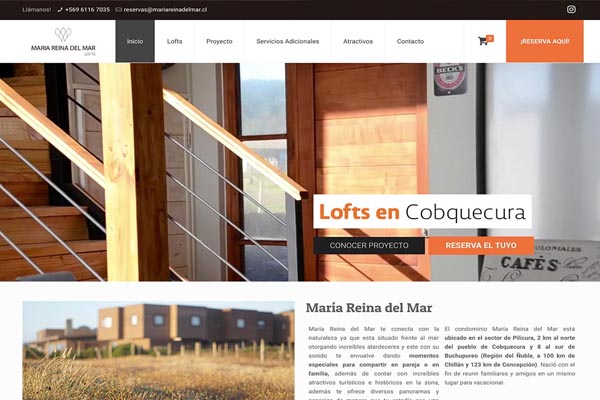 Llámanos! +569 6116 7035 reservas@mariareinadelmar.cl
MARIA REINA DEL MAR
LOFTS
Inicio Lofts Proyecto Servicios Adicionales Atractivos Contacto 0 ¡RESERVA AQUÍ!
BECK'S
Lofts en Cobquecura
CONOCER PROYECTO RESERVA EL TUYO
COLONIALES
CAFÉS
María Reina del Mar
María Reina del Mar te conecta con la
naturaleza ya que esta situado frente al mar
otorgando increíbles atardeceres y este con su
sonido te envuelve dando momentos
especiales para compartir en pareja o en
familia, además de contar con increíbles
atractivos turísticos e históricos en la zona,
además te ofrece diversos panoramas y
El condominio María Reina del Mar está
ubicado en el sector de Pilicura, 2 km al norte
del pueblo de Cobquecura y 8 al sur de
Buchupureo (Región del Ñuble, a 100 km de
Chillán y 123 km de Concepción). Nació con el
fin de reunir familiares y amigos en un mismo
lugar para vacacionar.